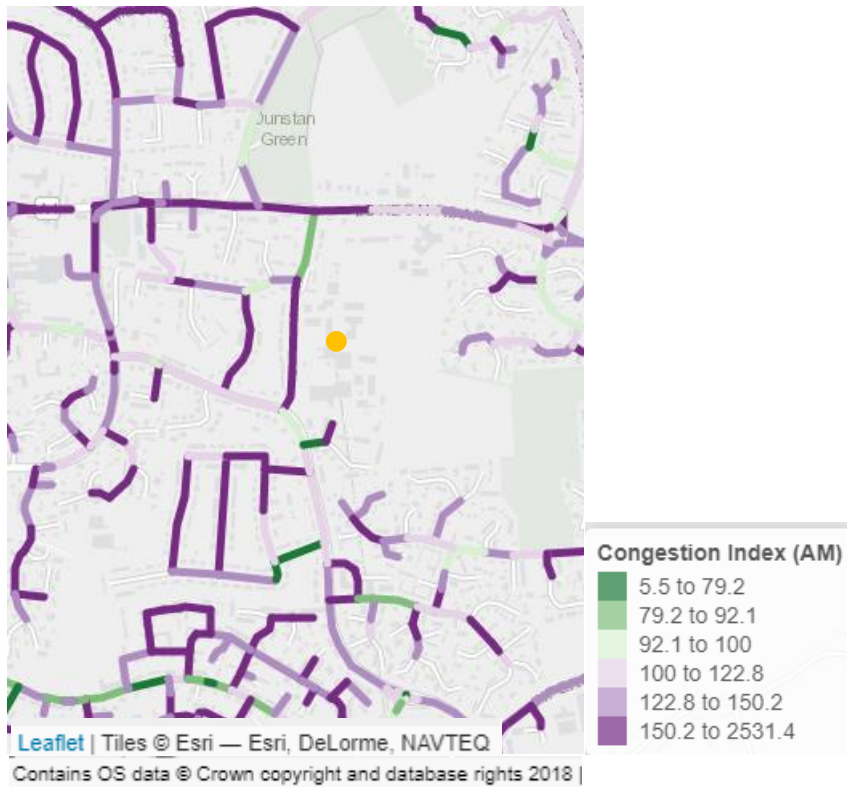 Dunstan
Green
Congestion Index (AM)
5.5 to 79.2
79.2 to 92.1
92.1 to 100
100 to 122.8
122.8 to 150.2
150.2 to 2531.4
Leaflet | Tiles © Esri — Esri, DeLorme, NAVTEQ
Contains OS data © Crown copyright and database rights 2018 |